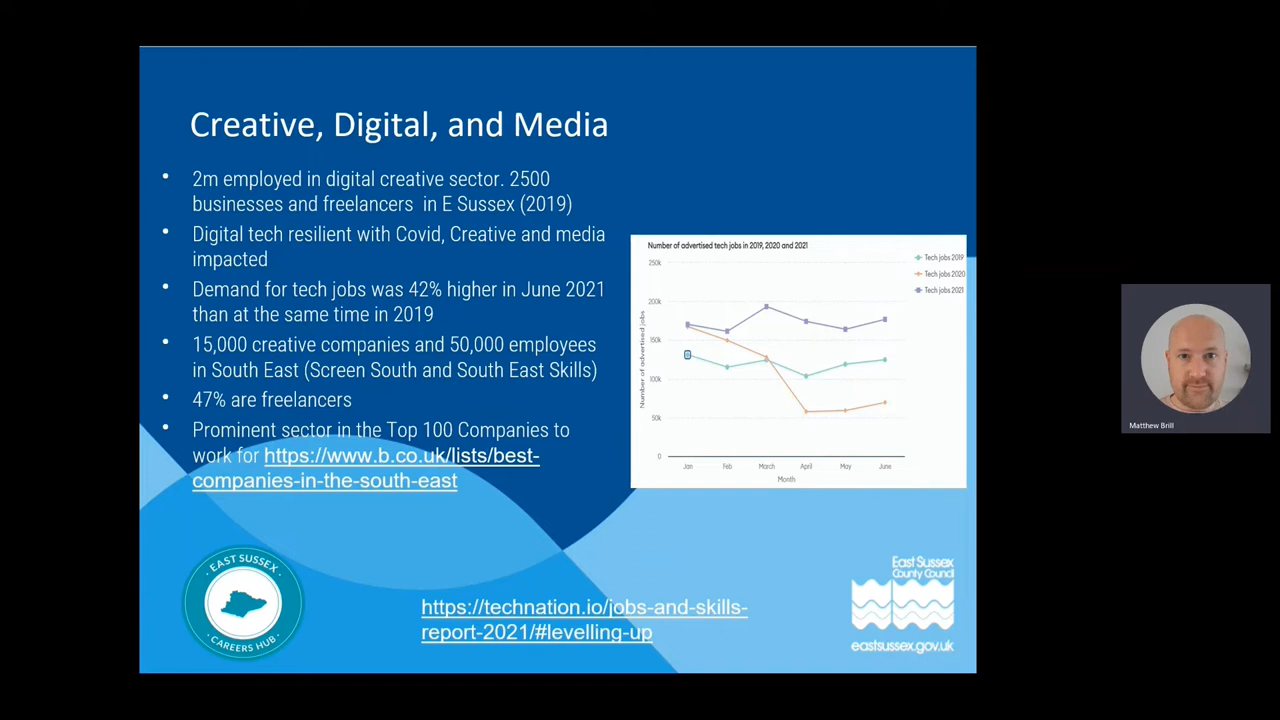 Creative, Digital, and Media
• 2m employed in digital creative sector. 2500
businesses and freelancers in E Sussex (2019)
• Digital tech resilient with Covid, Creative and media
impacted
• Demand for tech jobs was 42% higher in June 2021
than at the same time in 2019
• 15,000 creative companies and 50,000 employees
in South East (Screen South and South East Skills)
• 47% are freelancers
• Prominent sector in the Top 100 Companies to
work for https://www.b.co.uk/lists/best-
companies-in-the-south-east
Number of advertised tech jobs in 2019, 2020 and 2021
Tech jobs 2019
Tech jobs 2020
Tech jobs 2021
Number of advertised jobs
250k
200k
150k
100k
50k
0
Jan Feb March April May June
Month
Matthew Brill
EAST SUSSEX
CAREERS HUB
https://technation.io/jobs-and-skills-
report-2021/#levelling-up
East Sussex
County Council
eastsussex.gov.uk